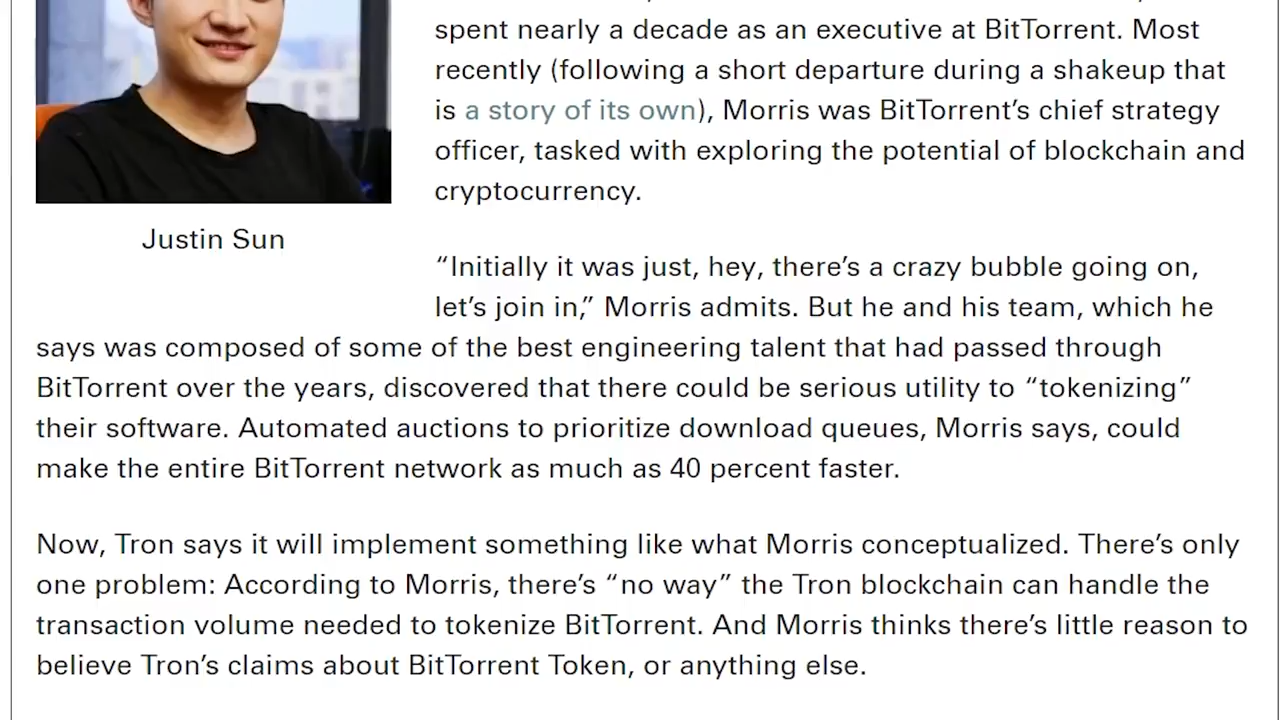 spent nearly a decade as an executive at BitTorrent. Most
recently (following a short departure during a shakeup that
is a story of its own), Morris was BitTorrent’s chief strategy
officer, tasked with exploring the potential of blockchain and
cryptocurrency.
Justin Sun
“Initially it was just, hey, there’s a crazy bubble going on,
let’s join in,” Morris admits. But he and his team, which he
says was composed of some of the best engineering talent that had passed through
BitTorrent over the years, discovered that there could be serious utility to “tokenizing”
their software. Automated auctions to prioritize download queues, Morris says, could
make the entire BitTorrent network as much as 40 percent faster.
Now, Tron says it will implement something like what Morris conceptualized. There’s only
one problem: According to Morris, there’s “no way” the Tron blockchain can handle the
transaction volume needed to tokenize BitTorrent. And Morris thinks there’s little reason to
believe Tron’s claims about BitTorrent Token, or anything else.